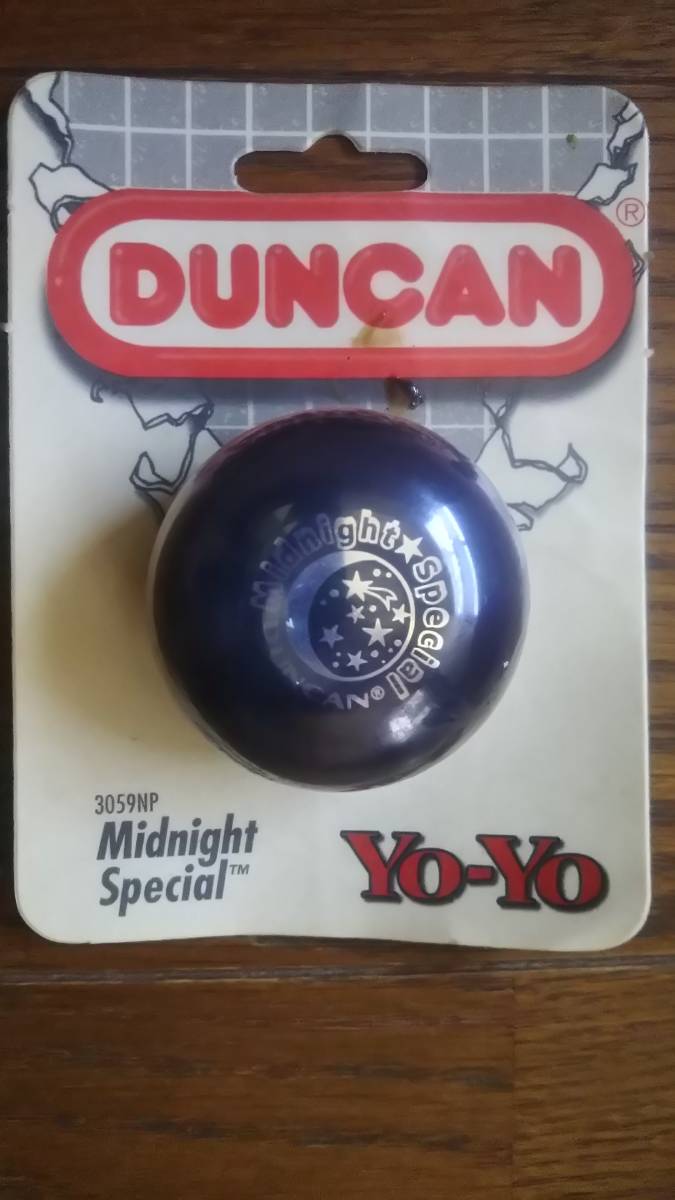 DUNCAN®
Midnight★Special
DUNCAN®
3059NP
Midnight
Special™
Yo-Yo